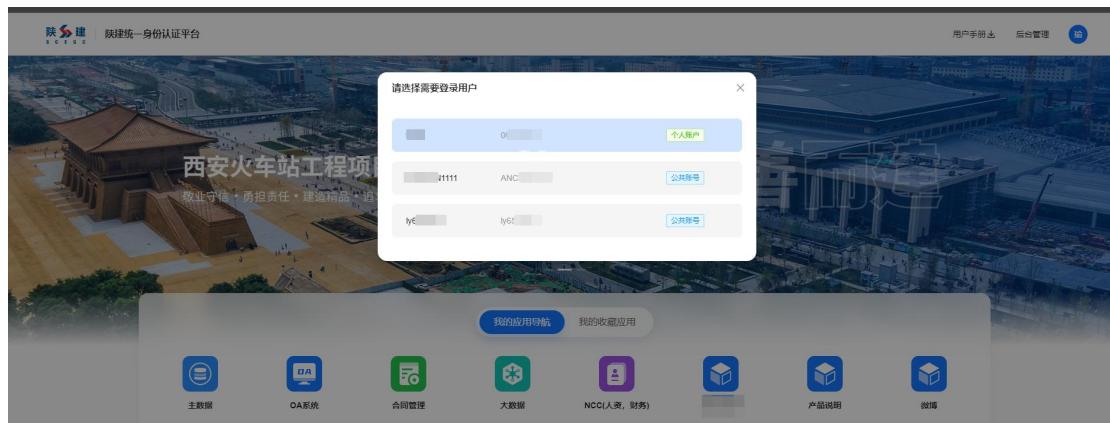 陕建 陕建统一身份认证平台 用户手册 后台管理 瑜
SCEGC
请选择需要登录用户
个人账户
1111 ANC 公共账号
ly6 ly6 公共账号
西安火车站工程项
敬业守信・勇担责任・建造精品・追
我的应用导航 我的收藏应用
主数据 OA系统 合同管理 大数据 NCC(人资，财务) 产品说明 微博